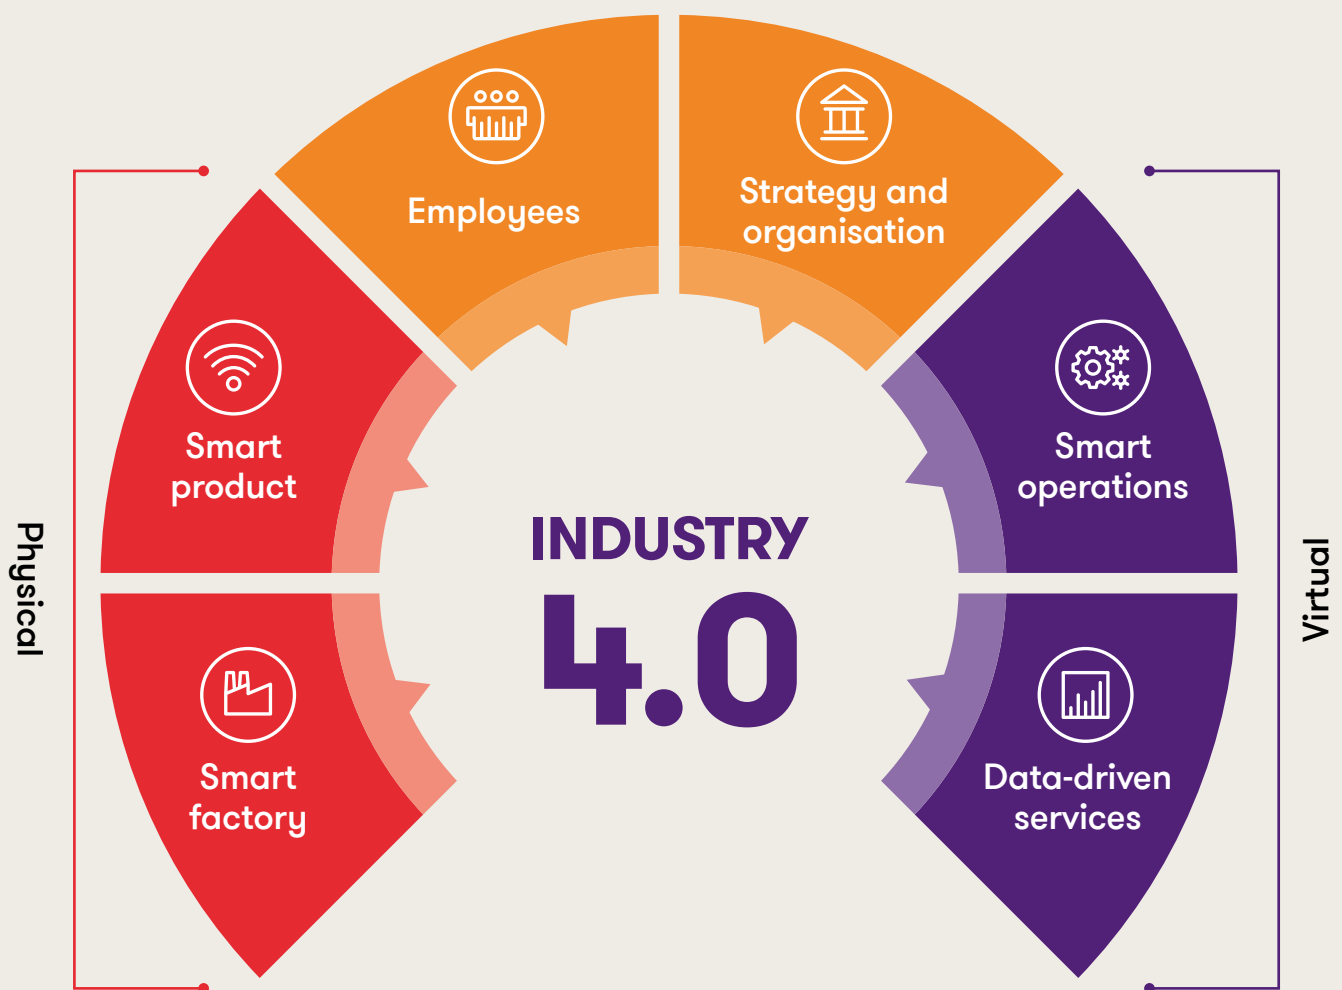 Employees
Strategy and
organisation
Smart
product
Smart
operations
Physical
INDUSTRY
4.0
Virtual
Smart
factory
Data-driven
services